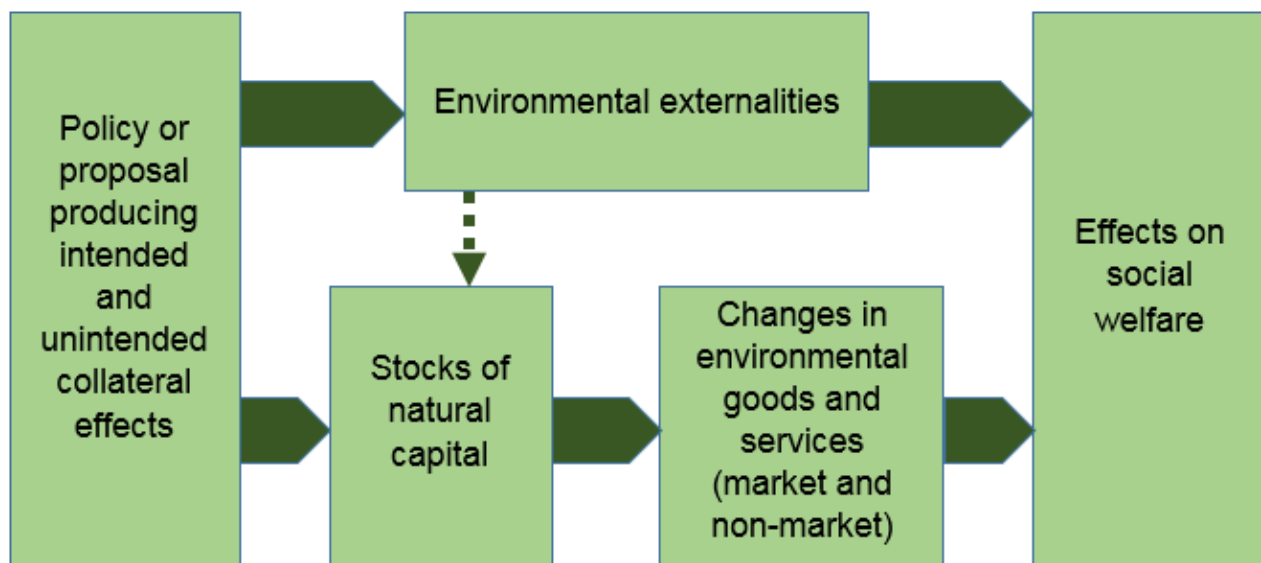 Policy or
proposal
producing
intended
and
unintended
collateral
effects
Environmental externalities
Stocks of
natural
capital
Changes in
environmental
goods and
services
(market and
non-market)
Effects on
social
welfare